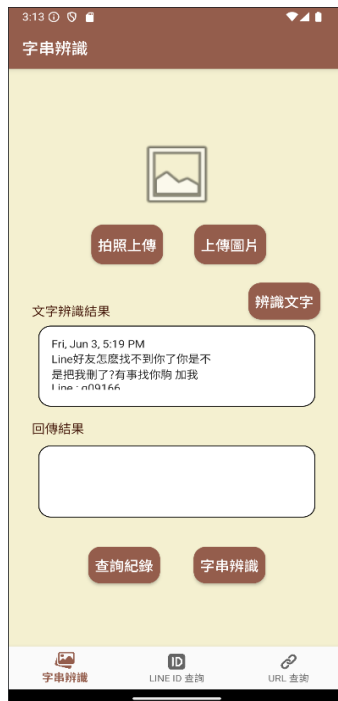 3:13
字串辨識
拍照上傳 上傳圖片
辨識文字
文字辨識結果
Fri, Jun 3, 5:19 PM
Line好友怎麼找不到你了你是不
是把我刪了?有事找你駒 加我
Line : g09166
回傳結果
查詢紀錄 字串辨識
字串辨識 LINE ID 查詢 URL 查詢